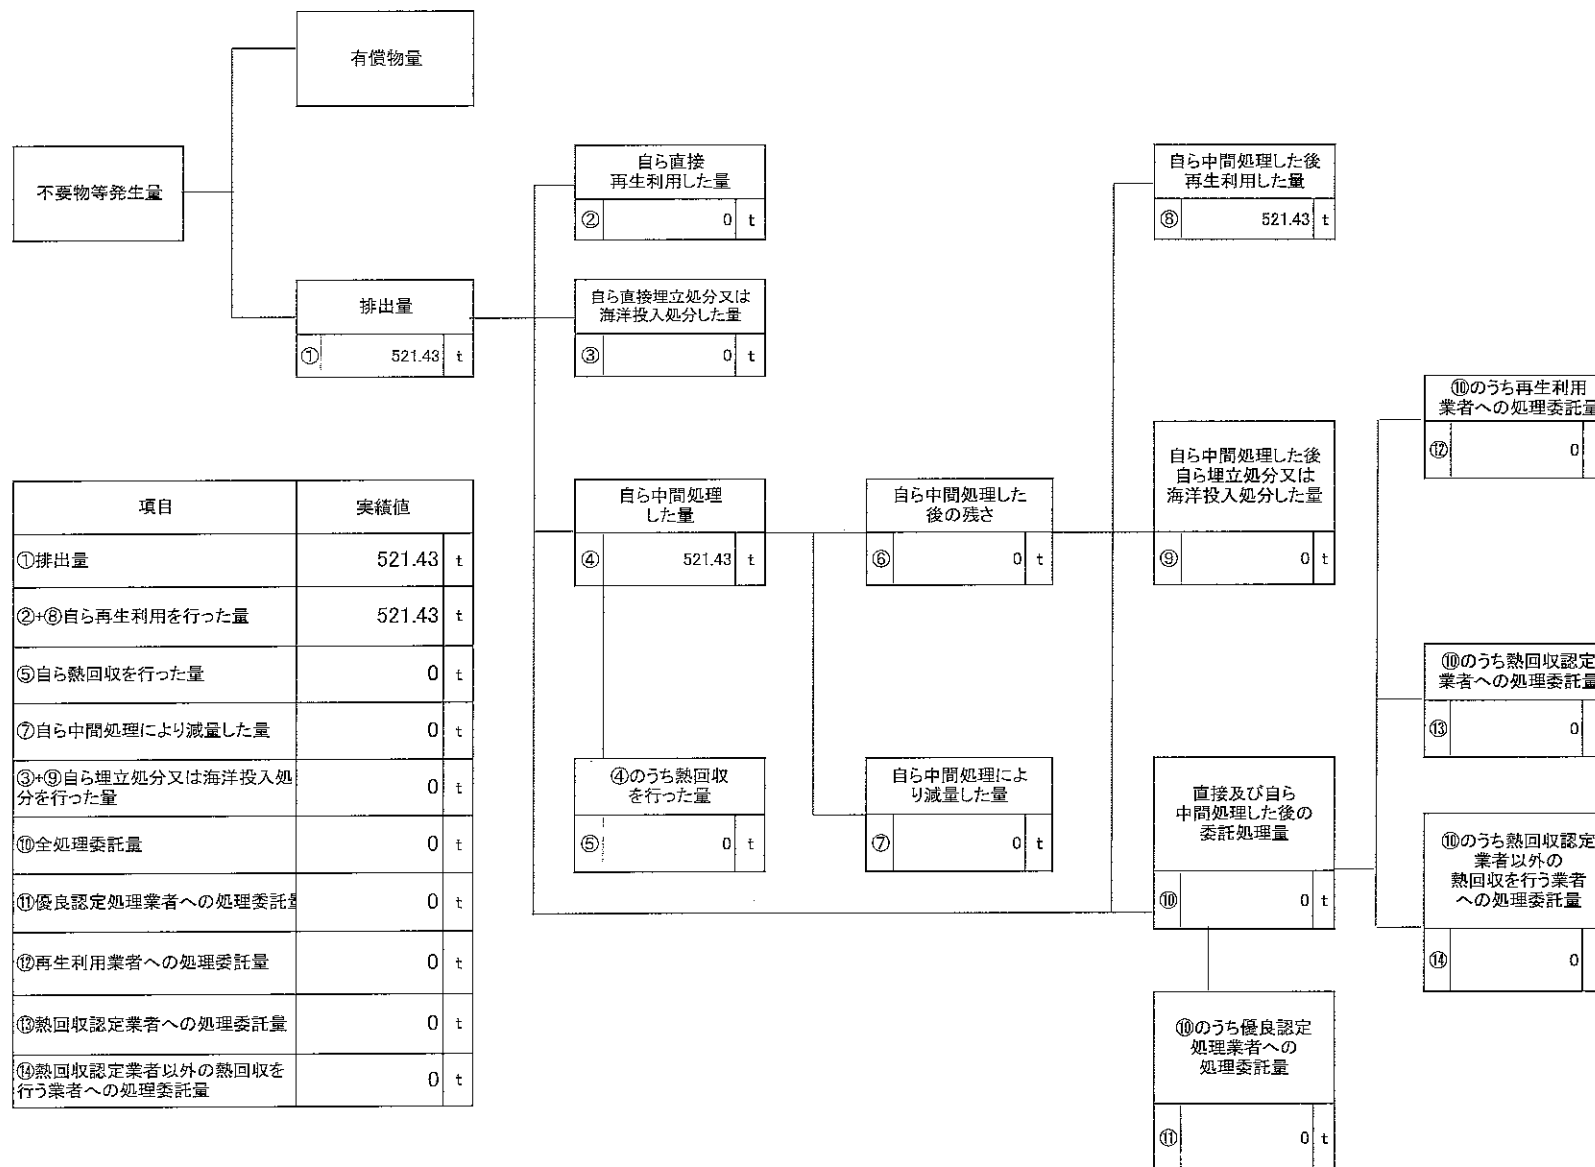 有償物量
不要物等発生量
排出量
① 521.43 t
自ら直接
再生利用した量
② 0 t
自ら直接埋立処分又は
海洋投入処分した量
③ 0 t
自ら中間処理
した量
④ 521.43 t
④のうち熱回収
を行った量
⑤ 0 t
自ら中間処理した
後の残さ
⑥ 0 t
自ら中間処理によ
り減量した量
⑦ 0 t
自ら中間処理した後
再生利用した量
⑧ 521.43 t
自ら中間処理した後
自ら埋立処分又は
海洋投入処分した量
⑨ 0 t
直接及び自ら
中間処理した後の
委託処理量
⑩ 0 t
⑩のうち優良認定
処理業者への
処理委託量
⑪ 0 t
⑩のうち再生利用
業者への処理委託量
⑫ 0
⑩のうち熱回収認定
業者への処理委託量
⑬ 0
⑩のうち熱回収認定
業者以外の
熱回収を行う業者
への処理委託量
⑭ 0
項目 実績値
①排出量 521.43 t
②+⑧自ら再生利用を行った量 521.43 t
⑤自ら熱回収を行った量 0 t
⑦自ら中間処理により減量した量 0 t
③+⑨自ら埋立処分又は海洋投入処
分を行った量 0 t
⑩全処理委託量 0 t
⑪優良認定処理業者への処理委託量 0 t
⑫再生利用業者への処理委託量 0 t
⑬熱回収認定業者への処理委託量 0 t
⑭熱回収認定業者以外の熱回収を
行う業者への処理委託量 0 t